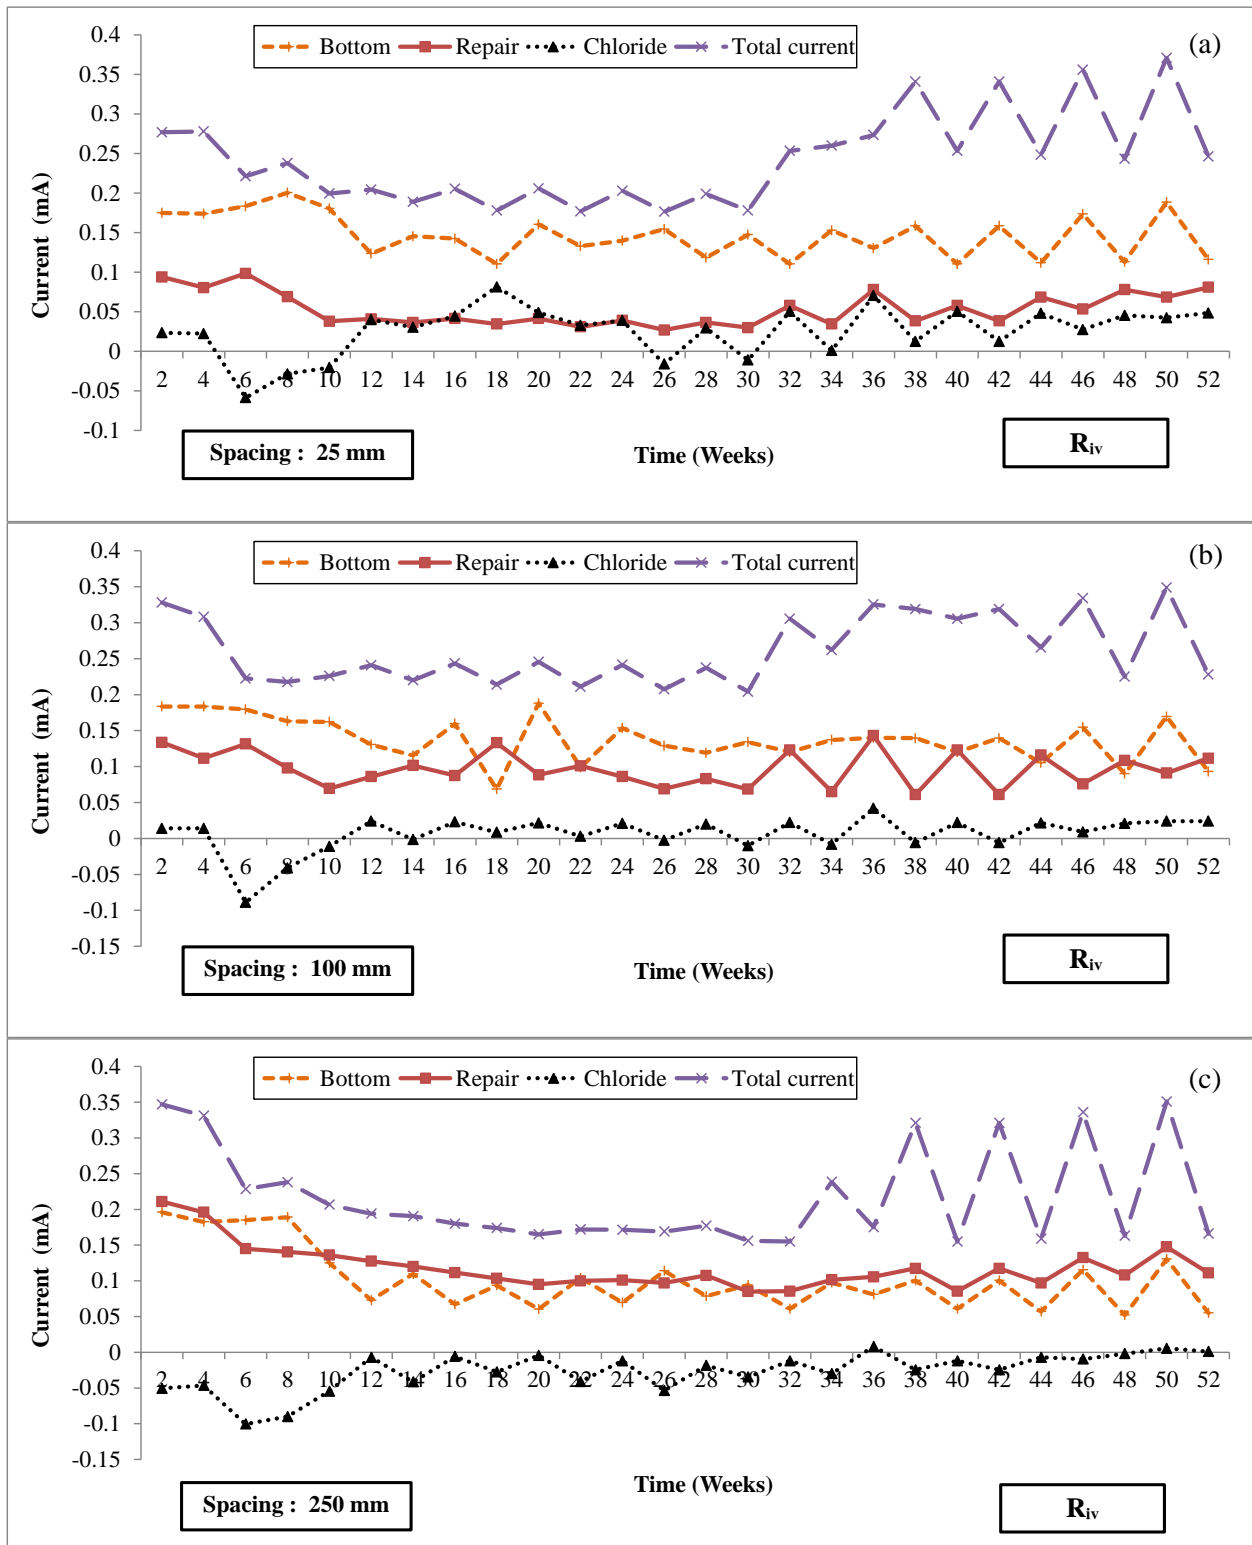 (a)
Bottom Repair Chloride Total current
0.4
0.35
0.3
0.25
0.2
0.15
0.1
0.05
0
-0.05
-0.1
Current (mA)
2 4 6 8 10 12 14 16 18 20 22 24 26 28 30 32 34 36 38 40 42 44 46 48 50 52
Time (Weeks)
Spacing : 25 mm
Riv
(b)
Bottom Repair Chloride Total current
0.4
0.35
0.3
0.25
0.2
0.15
0.1
0.05
0
-0.05
-0.1
-0.15
Current (mA)
2 4 6 8 10 12 14 16 18 20 22 24 26 28 30 32 34 36 38 40 42 44 46 48 50 52
Time (Weeks)
Spacing : 100 mm
Riv
(c)
Bottom Repair Chloride Total current
0.4
0.35
0.3
0.25
0.2
0.15
0.1
0.05
0
-0.05
-0.1
-0.15
Current (mA)
2 4 6 8 10 12 14 16 18 20 22 24 26 28 30 32 34 36 38 40 42 44 46 48 50 52
Time (Weeks)
Spacing : 250 mm
Riv